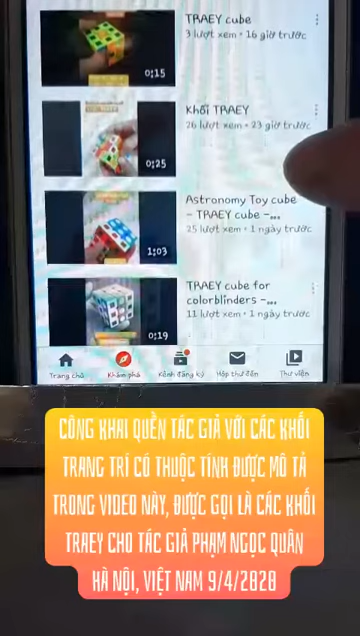 TRAEY cube
3 lượt xem • 16 giờ trước
0:15
Khối TRAEY
26 lượt xem • 23 giờ trước
0:25
Astronomy Toy cube
- TRAEY cube -...
25 lượt xem • 1 ngày trước
1:03
TRAEY cube for
colorblinders -...
11 lượt xem • 1 ngày trước
0:19
Trang chủ
Khám phá
Kênh đăng ký
Hộp thư đến
Thư viện
CÔNG KHAI QUỀN TÁC GIẢ VỚI CÁC KHỐI
TRANG TRÍ CÓ THUỘC TÍNH ĐƯỢC MÔ TẢ
TRONG VIDEO NÀY, ĐƯỢC GỌI LÀ CÁC KHỐI
TRAEY CHO TÁC GIẢ PHẠM NGỌC QUÂN
HÀ NỘI, VIỆT NAM 9/4/2020